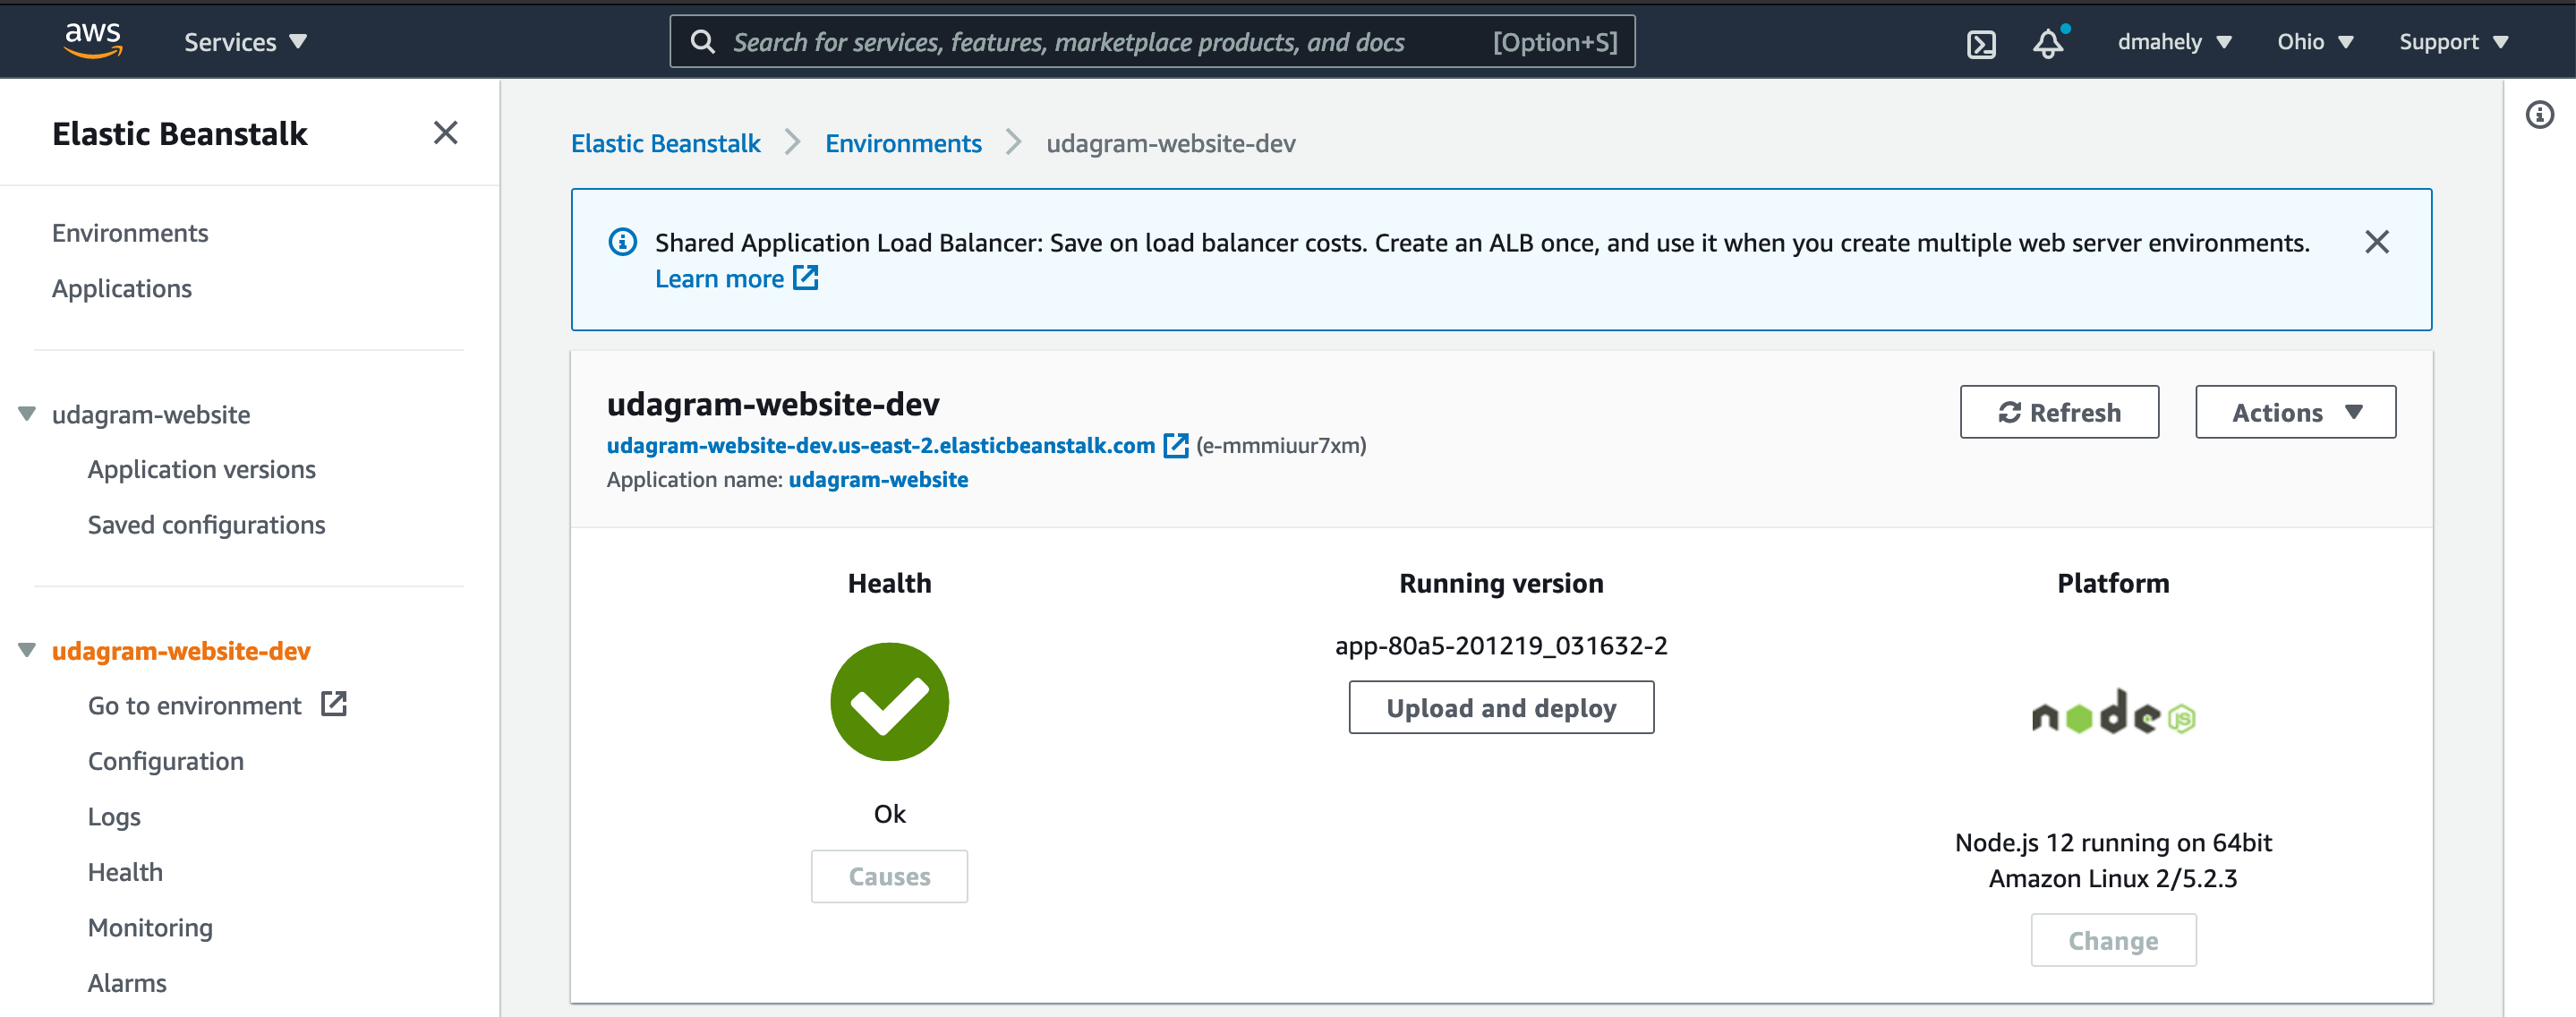 aws
Services
Search for services, features, marketplace products, and docs
[Option+S]
dmahely
Ohio
Support
Elastic Beanstalk
Environments
Applications
udagram-website
Application versions
Saved configurations
udagram-website-dev
Go to environment
Configuration
Logs
Health
Monitoring
Alarms
Elastic Beanstalk
Environments
udagram-website-dev
Shared Application Load Balancer: Save on load balancer costs. Create an ALB once, and use it when you create multiple web server environments.
Learn more
udagram-website-dev
udagram-website-dev.us-east-2.elasticbeanstalk.com (e-mmmiuur7xm)
Application name: udagram-website
Refresh
Actions
Health
Ok
Causes
Running version
app-80a5-201219_031632-2
Upload and deploy
Platform
node JS
Node.js 12 running on 64bit
Amazon Linux 2/5.2.3
Change